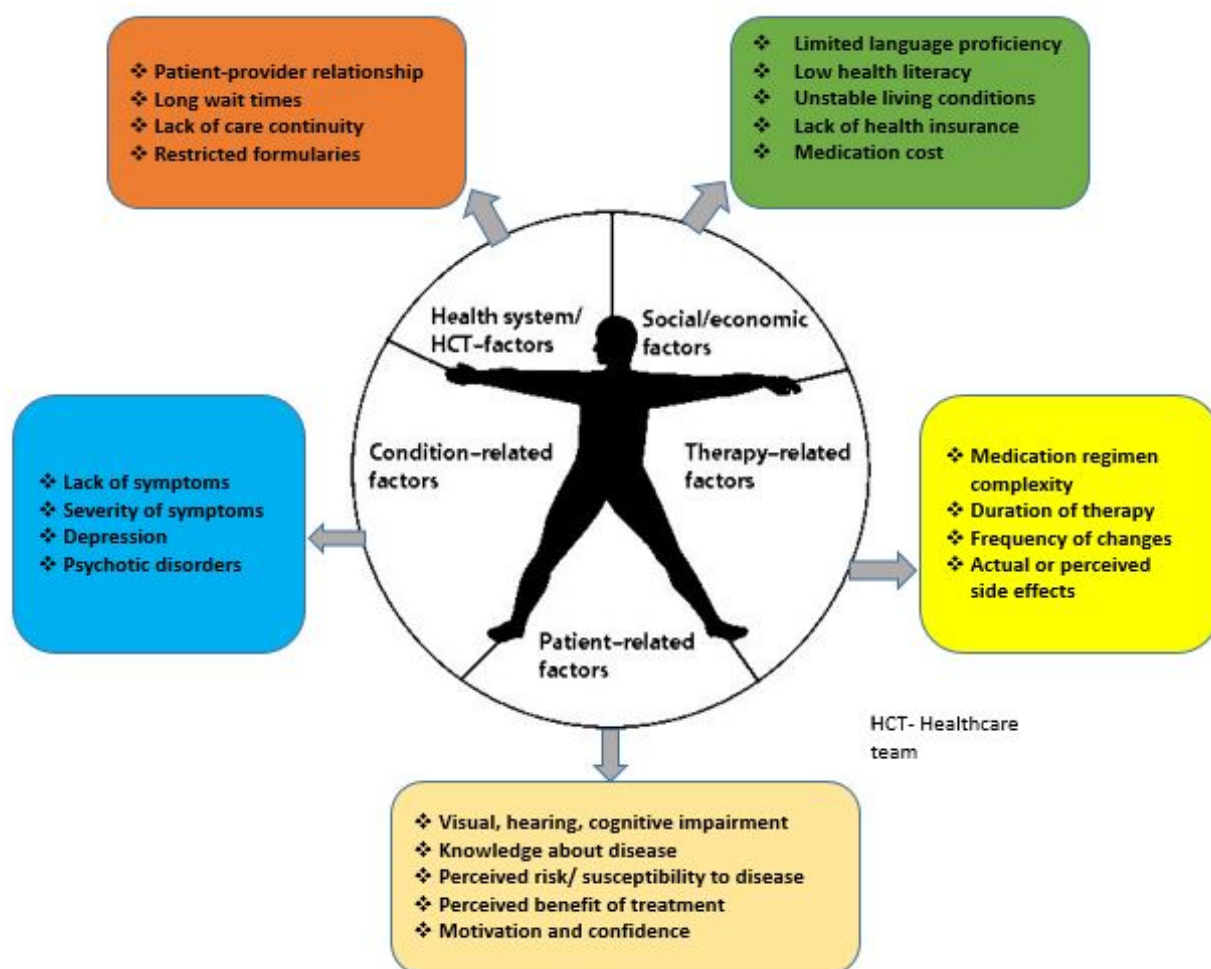 ❖ Patient-provider relationship
❖ Long wait times
❖ Lack of care continuity
❖ Restricted formularies
❖ Limited language proficiency
❖ Low health literacy
❖ Unstable living conditions
❖ Lack of health insurance
❖ Medication cost
Health system/
HCT-factors
Social/economic
factors
Condition-related
factors
Therapy-related
factors
Patient-related
factors
❖ Lack of symptoms
❖ Severity of symptoms
❖ Depression
❖ Psychotic disorders
❖ Medication regimen
complexity
❖ Duration of therapy
❖ Frequency of changes
❖ Actual or perceived
side effects
HCT- Healthcare
team
❖ Visual, hearing, cognitive impairment
❖ Knowledge about disease
❖ Perceived risk/ susceptibility to disease
❖ Perceived benefit of treatment
❖ Motivation and confidence